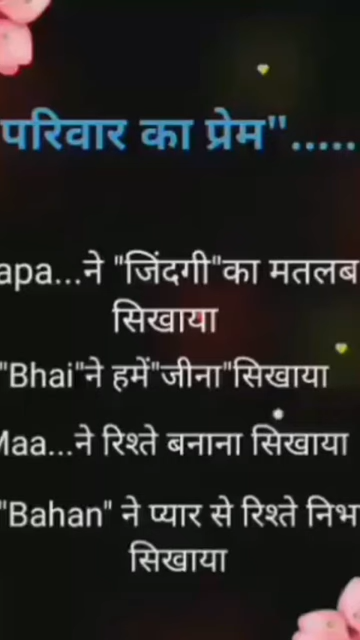 परिवार का प्रेम".....
apa...ने "जिंदगी"का मतलब
सिखाया
"Bhai"ने हमें"जीना"सिखाया
Maa...ने रिश्ते बनाना सिखाया
"Bahan" ने प्यार से रिश्ते निभ
सिखाया